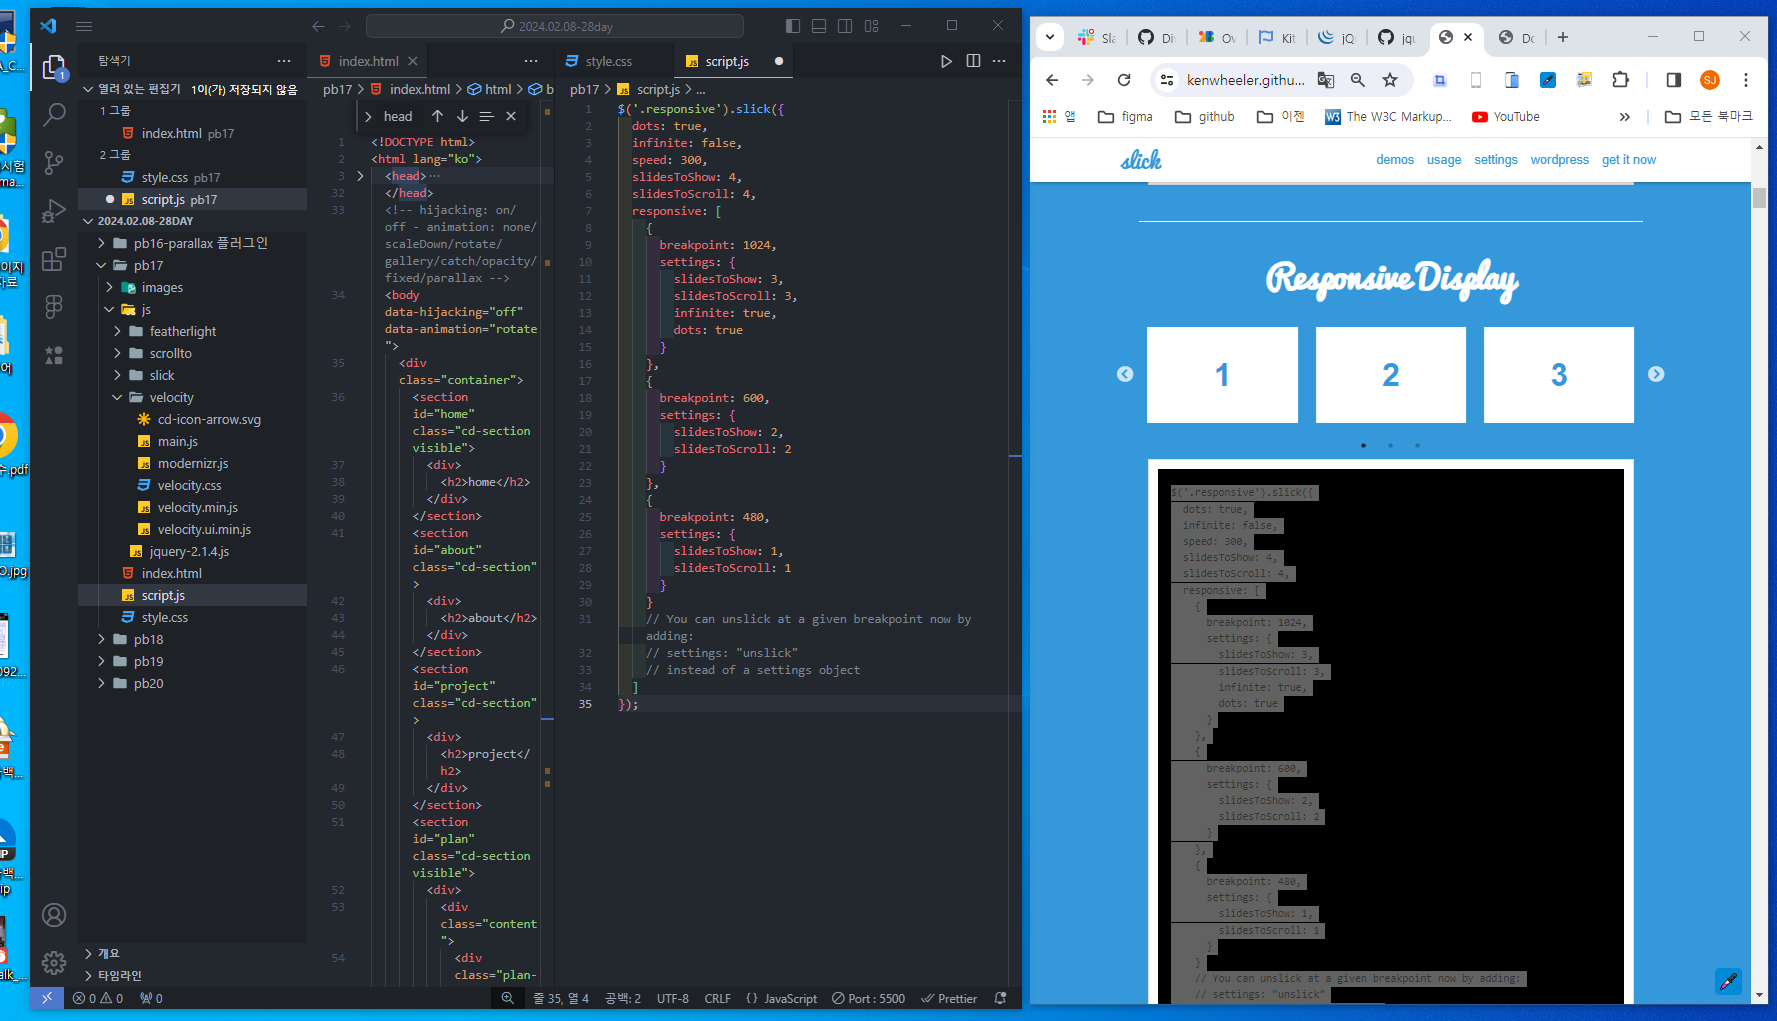 2024.02.08-28day
탐색기
열려 있는 편집기
1이(가) 저장되지 않음
1 그룹
index.html pb17
2 그룹
style.css pb17
script.js pb17
2024.02.08-28DAY
pb16-parallax 플러그인
pb17
images
js
featherlight
scrollto
slick
velocity
cd-icon-arrow.svg
main.js
modernizr.js
velocity.css
velocity.min.js
velocity.ui.min.js
jquery-2.1.4.js
index.html
script.js
style.css
pb18
pb19
pb20
개요
타임라인
index.html
pb17 > index.html > html > b
head
1 <!DOCTYPE html>
2 <html lang="ko">
3 <head>…
32 </head>
33 <!-- hijacking: on/
off - animation: none/
scaleDown/rotate/
gallery/catch/opacity/
fixed/parallax -->
34 <body
data-hijacking="off"
data-animation="rotate
">
35 <div
class="container">
36 <section
id="home"
class="cd-section
visible">
37 <div>
38 <h2>home</h2>
39 </div>
40 </section>
41 <section
id="about"
class="cd-section"
>
42 <div>
43 <h2>about</h2>
44 </div>
45 </section>
46 <section
id="project"
class="cd-section"
>
47 <div>
48 <h2>project</
h2>
49 </div>
50 </section>
51 <section
id="plan"
class="cd-section
visible">
52 <div>
53 <div
class="content
">
54 <div
class="plan-
style.css
script.js
pb17 > script.js > ...
1 $('.responsive').slick({
2 dots: true,
3 infinite: false,
4 speed: 300,
5 slidesToShow: 4,
6 slidesToScroll: 4,
7 responsive: [
8 {
9 breakpoint: 1024,
10 settings: {
11 slidesToShow: 3,
12 slidesToScroll: 3,
13 infinite: true,
14 dots: true
15 }
16 },
17 {
18 breakpoint: 600,
19 settings: {
20 slidesToShow: 2,
21 slidesToScroll: 2
22 }
23 },
24 {
25 breakpoint: 480,
26 settings: {
27 slidesToShow: 1,
28 slidesToScroll: 1
29 }
30 }
31 // You can unslick at a given breakpoint now by
adding:
32 // settings: "unslick"
33 // instead of a settings object
34 ]
35 });
0 0 0
줄 35, 열 4
공백: 2
UTF-8
CRLF
{} JavaScript
Port : 5500
Prettier
Sla
Di
Ov
Kit
jQ
jqu
Do
kenwheeler.githu...
SJ
앱
figma
github
이젠
The W3C Markup...
YouTube
모든 북마크
slick
demos usage settings wordpress get it now
Responsive Display
1
2
3
$('.responsive').slick({
dots: true,
infinite: false,
speed: 300,
slidesToShow: 4,
slidesToScroll: 4,
responsive: [
{
breakpoint: 1024,
settings: {
slidesToShow: 3,
slidesToScroll: 3,
infinite: true,
dots: true
}
},
{
breakpoint: 600,
settings: {
slidesToShow: 2,
slidesToScroll: 2
}
},
{
breakpoint: 480,
settings: {
slidesToShow: 1,
slidesToScroll: 1
}
}
// You can unslick at a given breakpoint now by adding:
// settings: "unslick"